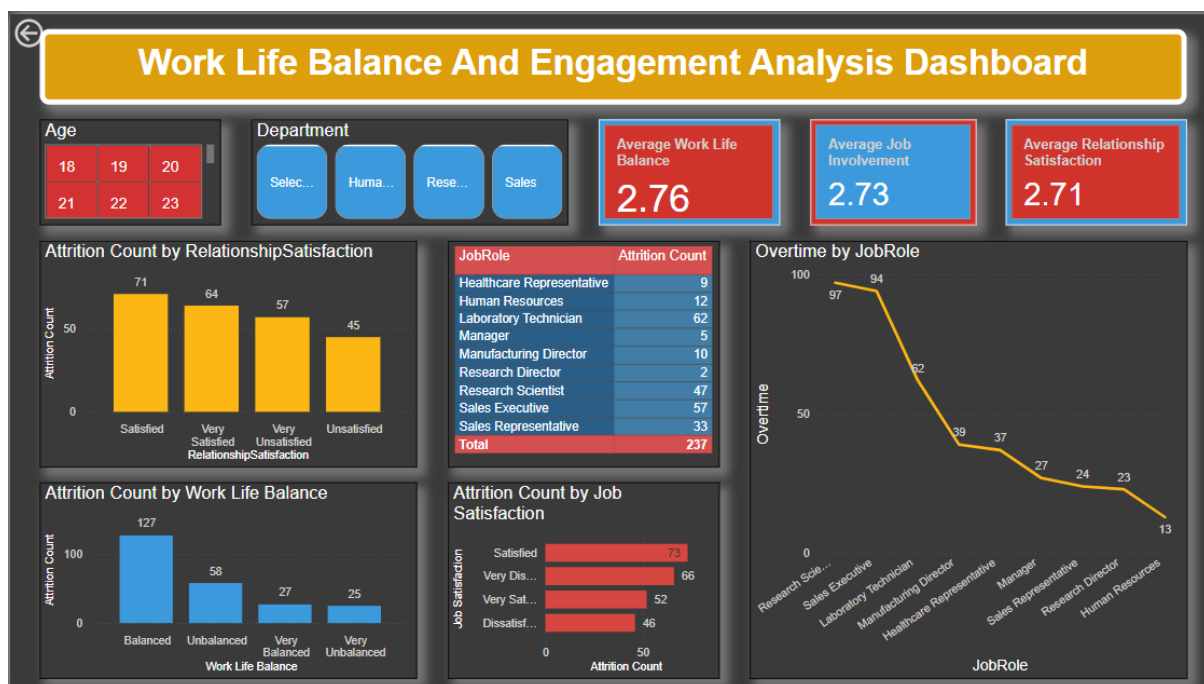 Work Life Balance And Engagement Analysis Dashboard
Age
18 19 20
21 22 23
Department
Selec... Huma... Rese... Sales
Average Work Life
Balance
2.76
Average Job
Involvement
2.73
Average Relationship
Satisfaction
2.71
Attrition Count by RelationshipSatisfaction
Attrition Count
50
0
71
64
57
45
Satisfied
Very
Satisfied
Very
Unsatisfied
Unsatisfied
RelationshipSatisfaction
JobRole Attrition Count
Healthcare Representative 9
Human Resources 12
Laboratory Technician 62
Manager 5
Manufacturing Director 10
Research Director 2
Research Scientist 47
Sales Executive 57
Sales Representative 33
Total 237
Overtime by JobRole
Overtime
100
50
0
97
94
62
39
37
27
24
23
13
Research Scie...
Sales Executive
Laboratory Technician
Manufacturing Director
Healthcare Representative
Manager
Sales Representative
Research Director
Human Resources
JobRole
Attrition Count by Work Life Balance
Attrition Count
100
0
127
58
27
25
Balanced
Unbalanced
Very
Balanced
Very
Unbalanced
Work Life Balance
Attrition Count by Job
Satisfaction
Job Satisfaction
Satisfied 73
Very Dis... 66
Very Sat... 52
Dissatisf... 46
0 50
Attrition Count